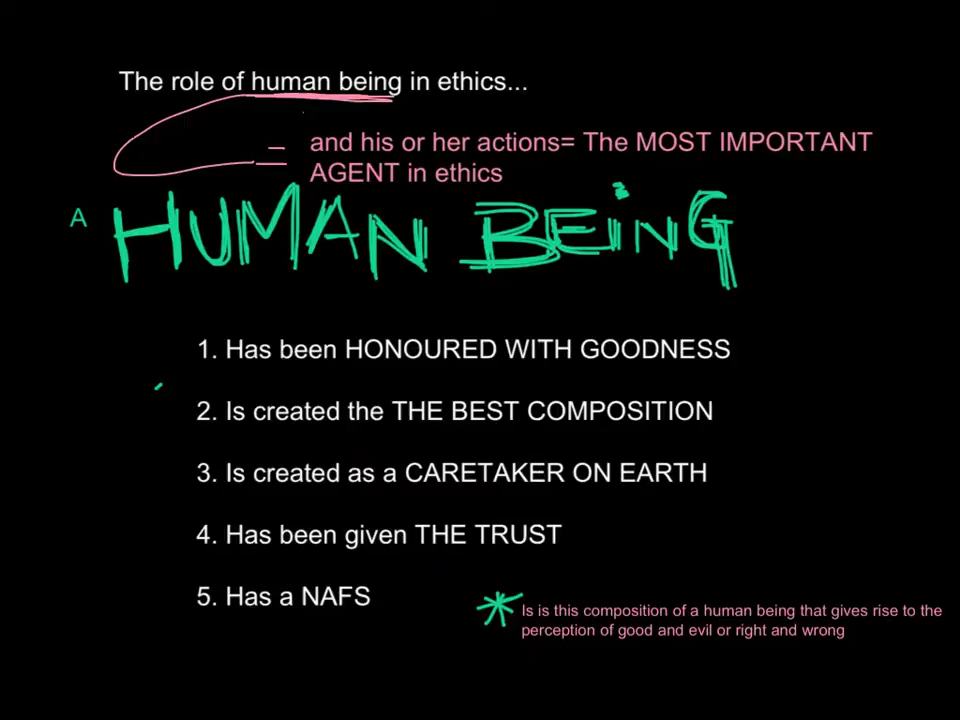 The role of human being in ethics...
and his or her actions= The MOST IMPORTANT
AGENT in ethics
A HUMAN BEING
1. Has been HONOURED WITH GOODNESS
2. Is created the THE BEST COMPOSITION
3. Is created as a CARETAKER ON EARTH
4. Has been given THE TRUST
5. Has a NAFS
Is is this composition of a human being that gives rise to the
perception of good and evil or right and wrong